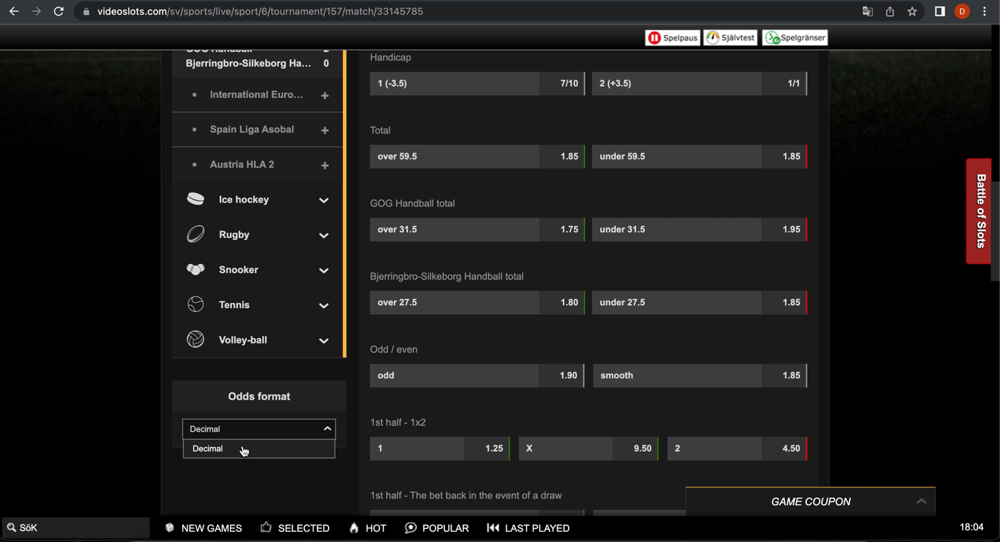 videoslots.com/sv/sports/live/sport/6/tournament/157/match/33145785
D
Spelpaus
Självtest
Spelgränser
GOG Handball 2
Bjerringbro-Silkeborg Ha... 0
International Euro... +
Spain Liga Asobal +
Austria HLA 2 +
Ice hockey
Rugby
Snooker
Tennis
Volley-ball
Odds format
Decimal
Decimal
Handicap
1 (-3.5) 7/10 2 (+3.5) 1/1
Total
over 59.5 1.85 under 59.5 1.85
GOG Handball total
over 31.5 1.75 under 31.5 1.95
Bjerringbro-Silkeborg Handball total
over 27.5 1.80 under 27.5 1.85
Odd / even
odd 1.90 smooth 1.85
1st half - 1x2
1 1.25 X 9.50 2 4.50
1st half - The bet back in the event of a draw
Battle of Slots
GAME COUPON
SöK
NEW GAMES
SELECTED
HOT
POPULAR
LAST PLAYED
18:04